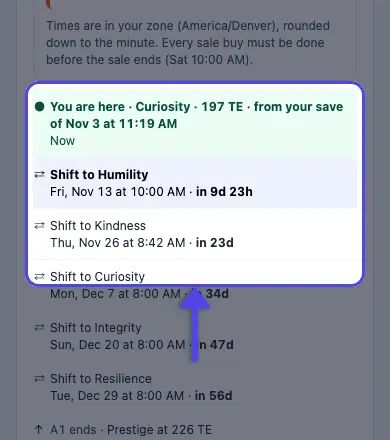 Times are in your zone (America/Denver), rounded
down to the minute. Every sale buy must be done
before the sale ends (Sat 10:00 AM).
You are here · Curiosity · 197 TE · from your save
of Nov 3 at 11:19 AM
Now
⇄ Shift to Humility
Fri, Nov 13 at 10:00 AM · in 9d 23h
⇄ Shift to Kindness
Thu, Nov 26 at 8:42 AM · in 23d
⇄ Shift to Curiosity
Mon, Dec 7 at 8:00 AM · in 34d
⇄ Shift to Integrity
Sun, Dec 20 at 8:00 AM · in 47d
⇄ Shift to Resilience
Tue, Dec 29 at 8:00 AM · in 56d
↑ A1 ends · Prestige at 226 TE